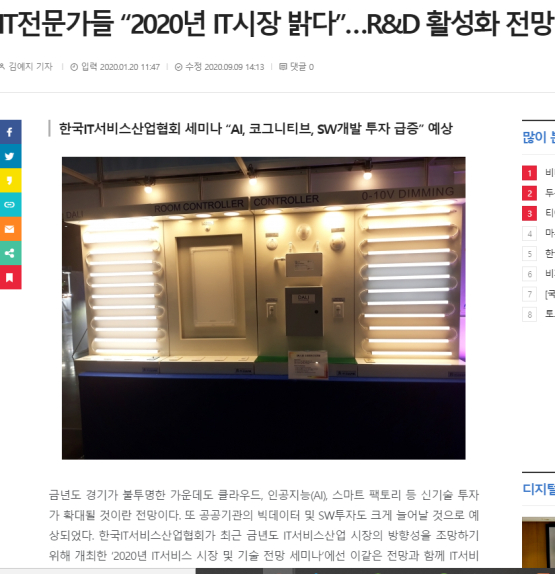 IT전문가들 “2020년 IT시장 밝다”…R&D 활성화 전망
김예지 기자 입력 2020.01.20 11:47 수정 2020.09.09 14:13 댓글 0
한국IT서비스산업협회 세미나 “AI, 코그니티브, SW개발 투자 급증” 예상
많이
1
2
3
4
5
6
7
8
DALI
ROOM CONTROLLER
CONTROLLER
0-10V DIMMING
DALI
금년도 경기가 불투명한 가운데도 클라우드, 인공지능(AI), 스마트 팩토리 등 신기술 투자
가 확대될 것이란 전망이다. 또 공공기관의 빅데이터 및 SW투자도 크게 늘어날 것으로 예
상되었다. 한국IT서비스산업협회가 최근 금년도 IT서비스산업 시장의 방향성을 조망하기
위해 개최한 ‘2020년 IT서비스 시장 및 기술 전망 세미나’에선 이같은 전망과 함께 IT서비
디지털